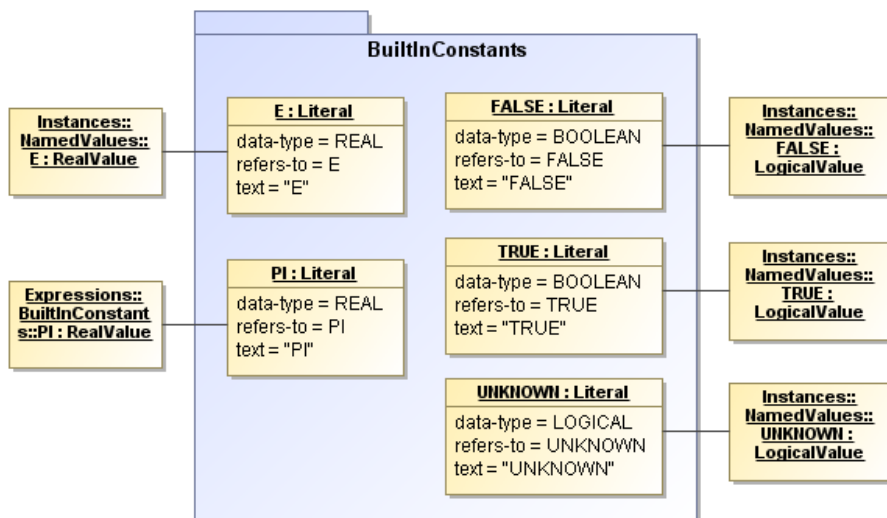 BuiltInConstants
Instances::
NamedValues::
E : RealValue
E : Literal
data-type = REAL
refers-to = E
text = "E"
FALSE : Literal
data-type = BOOLEAN
refers-to = FALSE
text = "FALSE"
Instances::
NamedValues::
FALSE :
LogicalValue
Expressions::
BuiltInConstant
s::PI : RealValue
PI : Literal
data-type = REAL
refers-to = PI
text = "PI"
TRUE : Literal
data-type = BOOLEAN
refers-to = TRUE
text = "TRUE"
Instances::
NamedValues::
TRUE :
LogicalValue
UNKNOWN : Literal
data-type = LOGICAL
refers-to = UNKNOWN
text = "UNKNOWN"
Instances::
NamedValues::
UNKNOWN :
LogicalValue